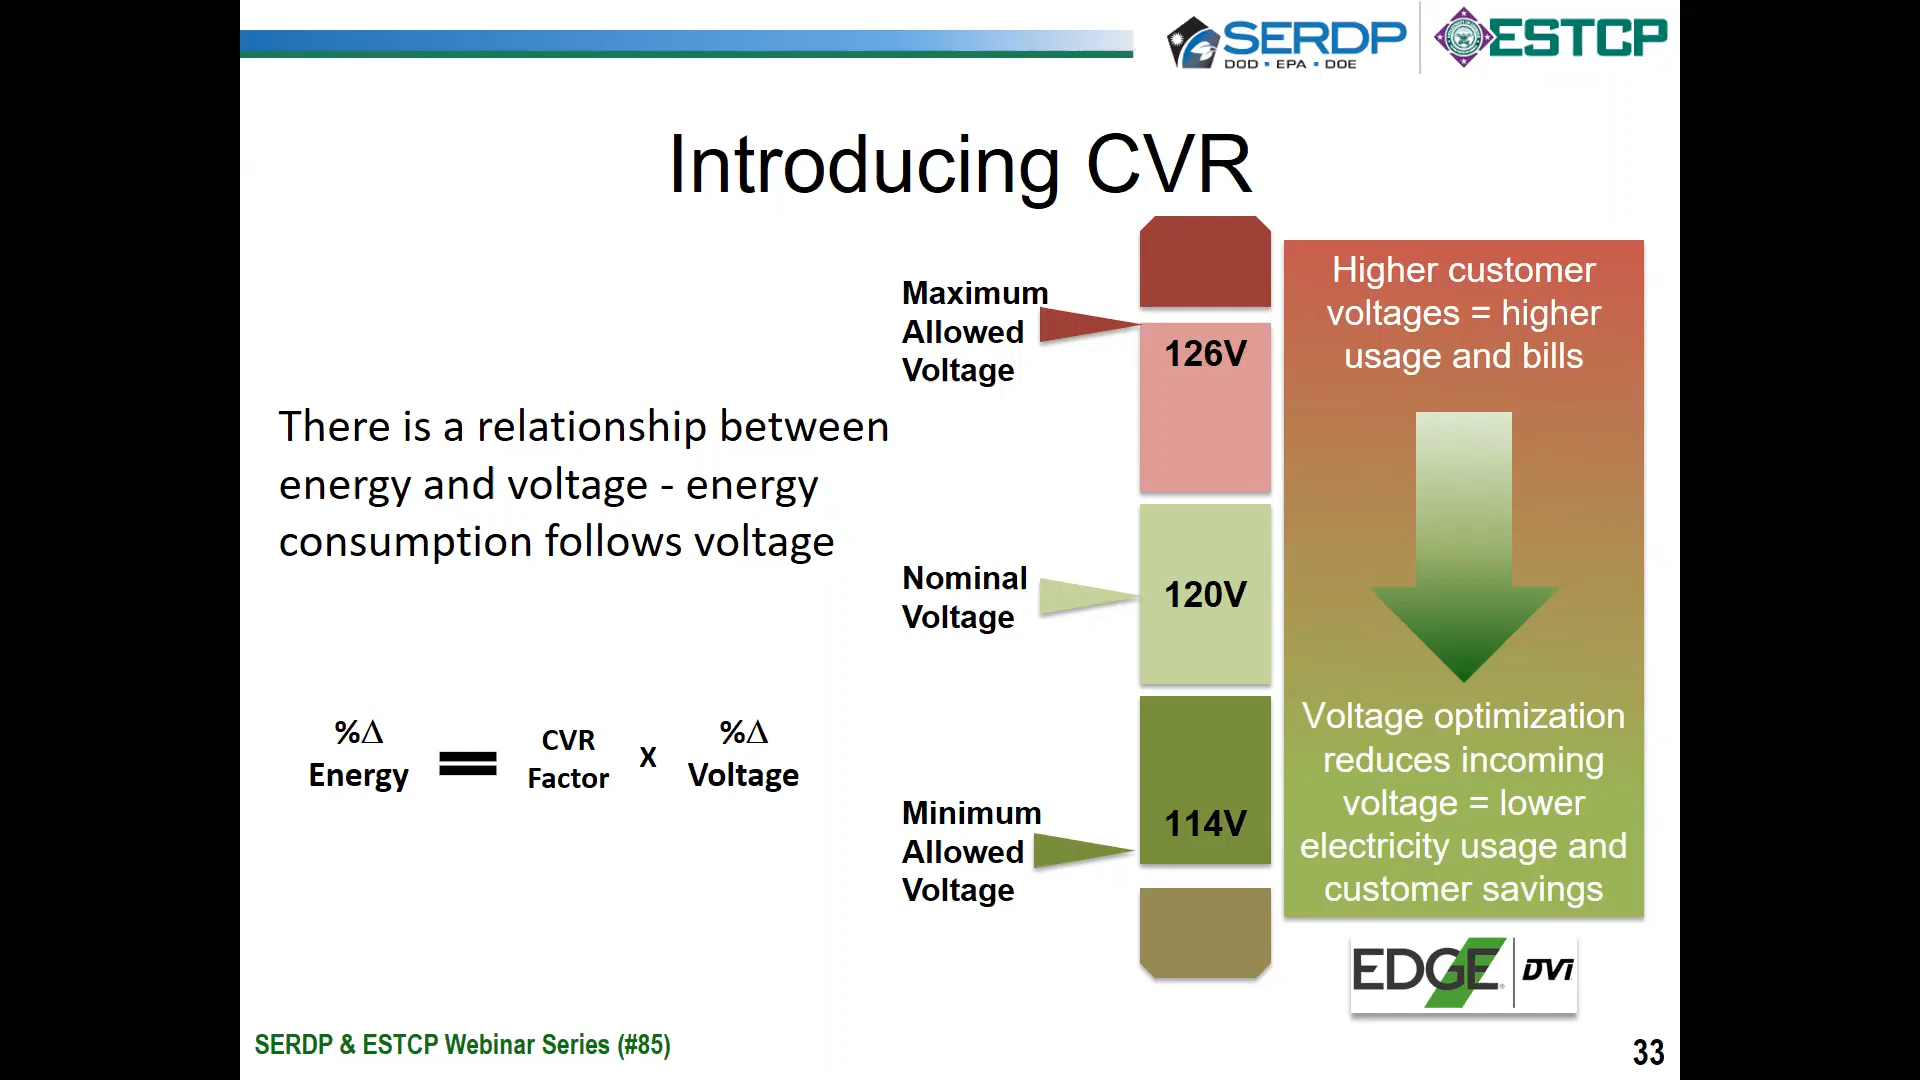 SERDP
DOD • EPA • DOE
ESTCP
Introducing CVR
There is a relationship between
energy and voltage - energy
consumption follows voltage
%Δ
Energy
=
CVR
Factor
x
%Δ
Voltage
Maximum
Allowed
Voltage
126V
Nominal
Voltage
120V
Minimum
Allowed
Voltage
114V
Higher customer
voltages = higher
usage and bills
Voltage optimization
reduces incoming
voltage = lower
electricity usage and
customer savings
EDGE® DVI
SERDP & ESTCP Webinar Series (#85)
33